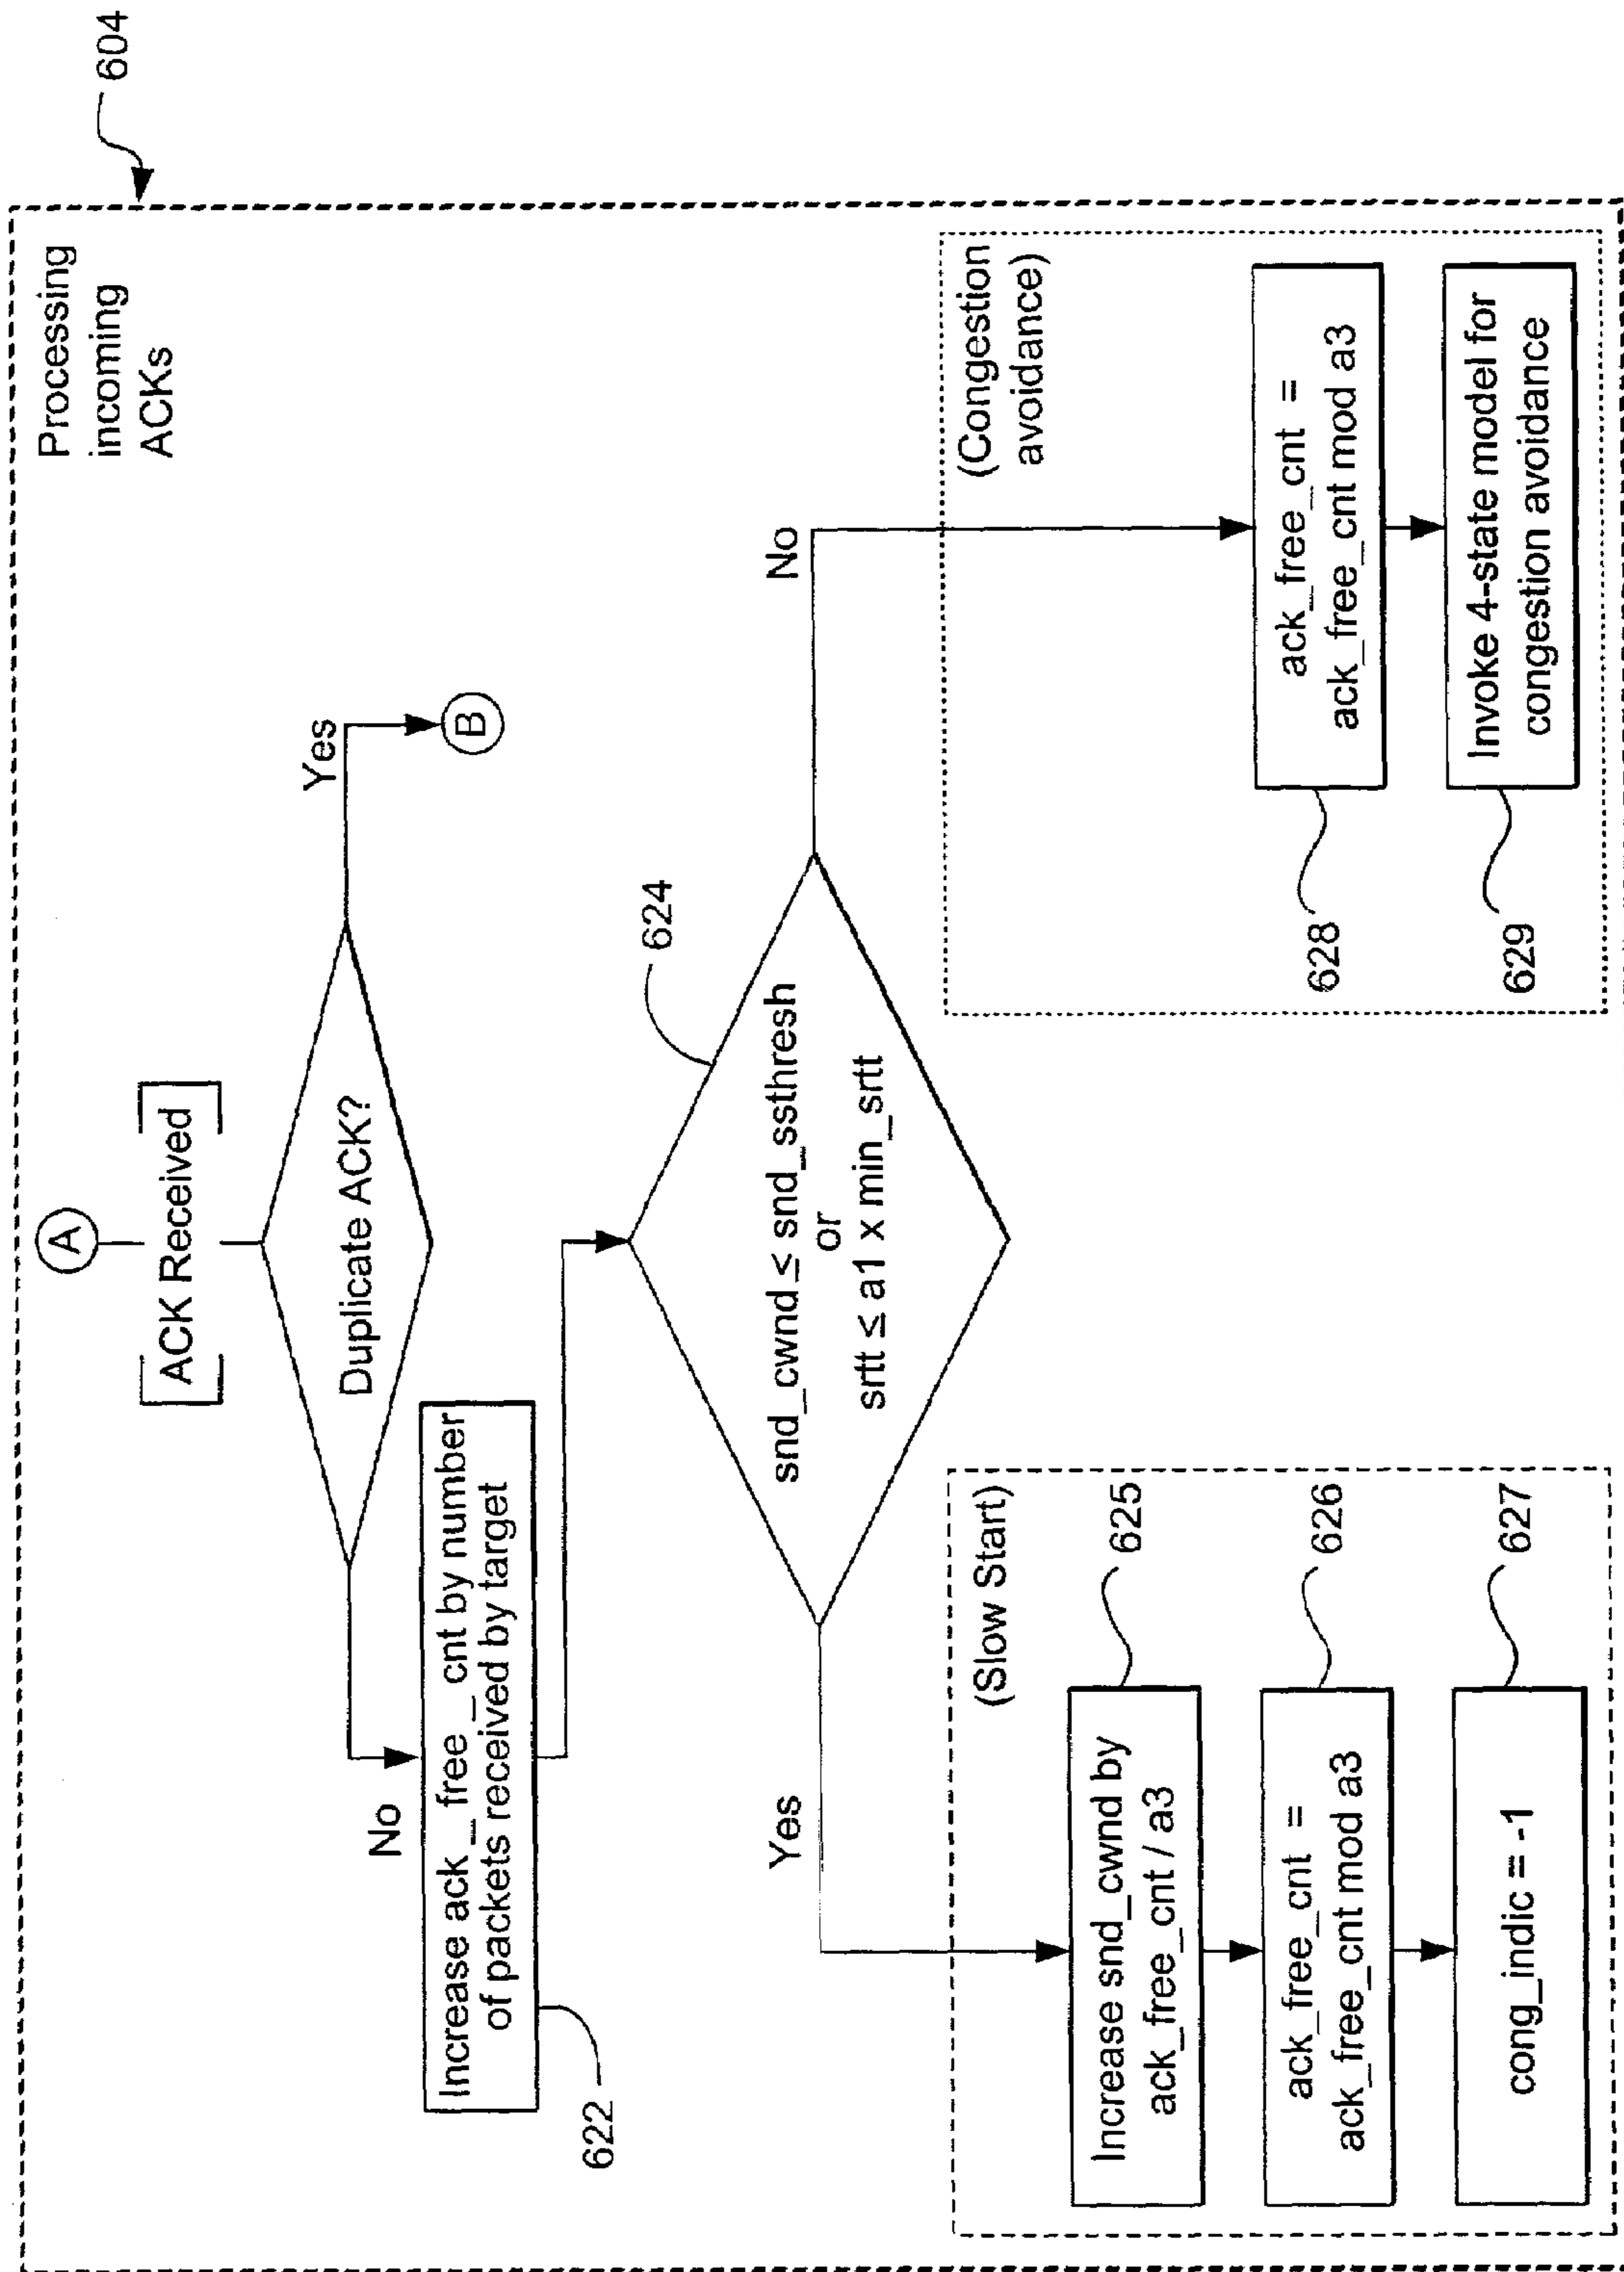 604
Processing
incoming
ACKs
A
ACK Received
Duplicate ACK?
Yes
B
No
Increase ack_free_cnt by number
of packets received by target
622
624
snd_cwnd ≤ snd_ssthresh
or
srtt ≤ a1 x min_srtt
Yes
No
(Slow Start)
Increase snd_cwnd by
ack_free_cnt / a3
625
ack_free_cnt =
ack_free_cnt mod a3
626
cong_indic = -1
627
(Congestion
avoidance)
ack_free_cnt =
ack_free_cnt mod a3
628
Invoke 4-state model for
congestion avoidance
629